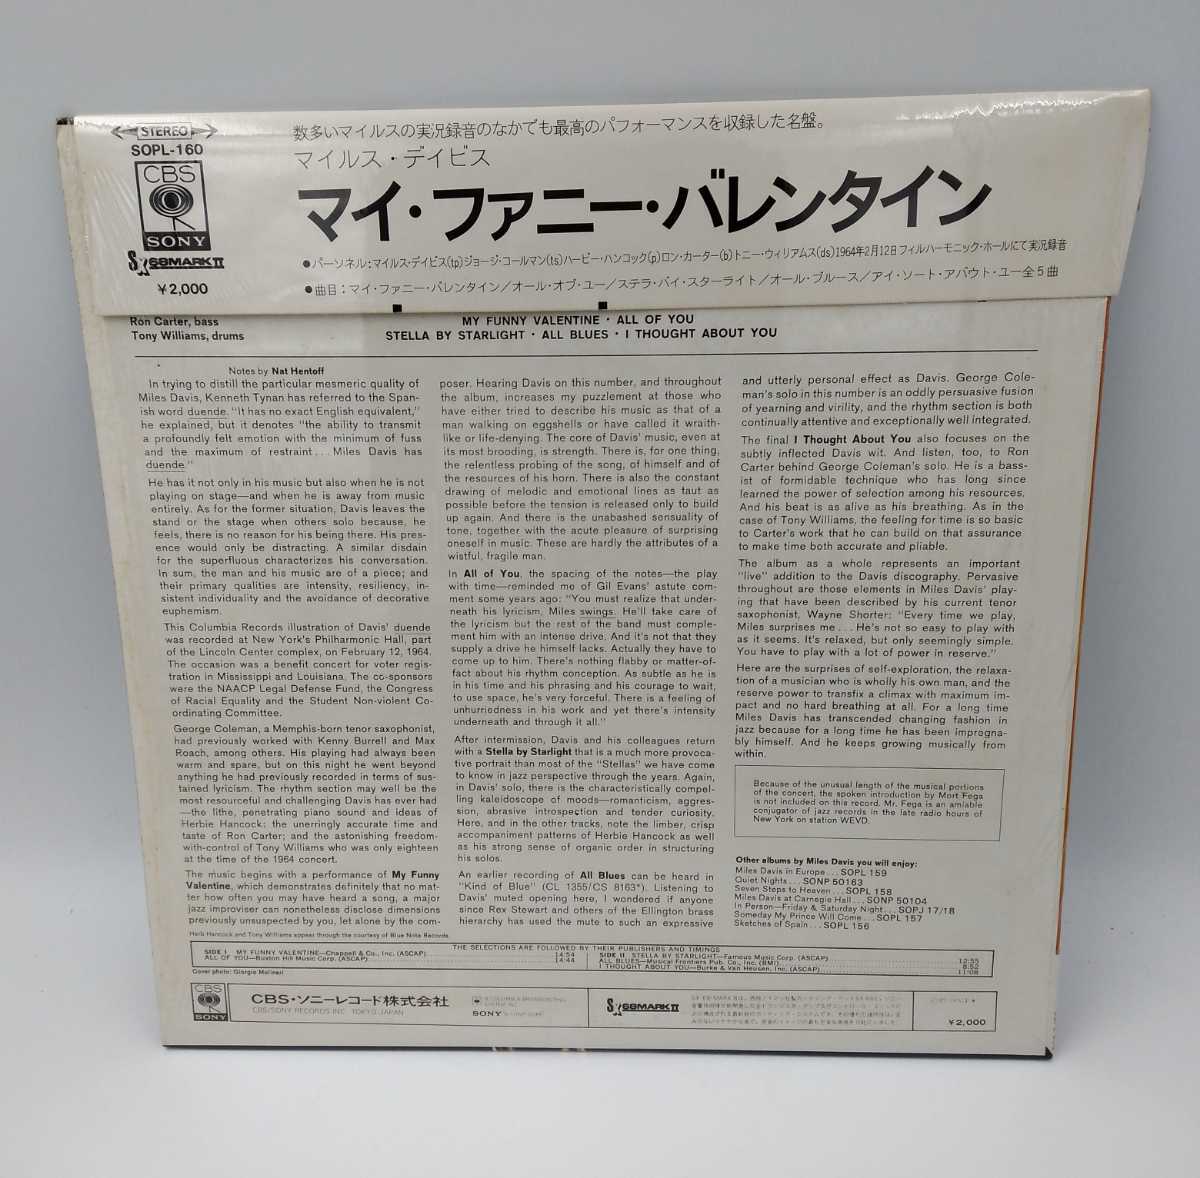 STEREO
SOPL-160
CBS
SONY
SX68MARKII
¥2,000
数多いマイルスの実況録音のなかでも最高のパフォーマンスを収録した名盤。
マイルス・デイビス
マイ・ファニー・バレンタイン
●パーソネル:マイルス・デイビス(tp)ジョージ・コールマン(ts)ハービー・ハンコック(p)ロン・カーター(b)トニー・ウィリアムス(ds)1964年2月12日フィルハーモニック・ホールにて実況録音
●曲目:マイ・ファニー・バレンタイン/オール・オブ・ユー/ステラ・バイ・スターライト/オール・ブルース/アイ・ソート・アバウト・ユー全5曲
Ron Carter, bass
Tony Williams, drums
MY FUNNY VALENTINE · ALL OF YOU
STELLA BY STARLIGHT · ALL BLUES · I THOUGHT ABOUT YOU
Notes by Nat Hentoff
In trying to distill the particular mesmeric quality of
Miles Davis, Kenneth Tynan has referred to the Span-
ish word duende. "It has no exact English equivalent,"
he explained, but it denotes "the ability to transmit
a profoundly felt emotion with the minimum of fuss
and the maximum of restraint... Miles Davis has
duende."
He has it not only in his music but also when he is not
playing on stage—and when he is away from music
entirely. As for the former situation, Davis leaves the
stand or the stage when others solo because, he
feels, there is no reason for his being there. His pres-
ence would only be distracting. A similar disdain
for the superfluous characterizes his conversation.
In sum, the man and his music are of a piece; and
their primary qualities are intensity, resiliency, in-
sistent individuality and the avoidance of decorative
euphemism.
This Columbia Records illustration of Davis' duende
was recorded at New York's Philharmonic Hall, part
of the Lincoln Center complex, on February 12, 1964.
The occasion was a benefit concert for voter regis-
tration in Mississippi and Louisiana. The co-sponsors
were the NAACP Legal Defense Fund, the Congress
of Racial Equality and the Student Non-violent Co-
ordinating Committee.
George Coleman, a Memphis-born tenor saxophonist,
had previously worked with Kenny Burrell and Max
Roach, among others. His playing had always been
warm and spare, but on this night he went beyond
anything he had previously recorded in terms of sus-
tained lyricism. The rhythm section may well be the
most resourceful and challenging Davis has ever had
—the lithe, penetrating piano sound and ideas of
Herbie Hancock: the unerringly accurate time and
taste of Ron Carter; and the astonishing freedom-
with-control of Tony Williams who was only eighteen
at the time of the 1964 concert.
The music begins with a performance of My Funny
Valentine, which demonstrates definitely that no mat-
ter how often you may have heard a song, a major
jazz improviser can nonetheless disclose dimensions
previously unsuspected by you, let alone by the com-
poser. Hearing Davis on this number, and throughout
the album, increases my puzzlement at those who
have either tried to describe his music as that of a
man walking on eggshells or have called it wraith-
like or life-denying. The core of Davis' music, even at
its most brooding, is strength. There is, for one thing,
the relentless probing of the song, of himself and of
the resources of his horn. There is also the constant
drawing of melodic and emotional lines as taut as
possible before the tension is released only to build
up again. And there is the unabashed sensuality of
tone, together with the acute pleasure of surprising
oneself in music. These are hardly the attributes of a
wistful, fragile man.
In All of You, the spacing of the notes—the play
with time—reminded me of Gil Evans' astute com-
ment some years ago: "You must realize that under-
neath his lyricism, Miles swings. He'll take care of
the lyricism but the rest of the band must comple-
ment him with an intense drive. And it's not that they
supply a drive he himself lacks. Actually they have to
come up to him. There's nothing flabby or matter-of-
fact about his rhythm conception. As subtle as he is
in his time and his phrasing and his courage to wait,
to use space, he's very forceful. There is a feeling of
unhurriedness in his work and yet there's intensity
underneath and through it all."
After intermission, Davis and his colleagues return
with a Stella by Starlight that is a much more provoca-
tive portrait than most of the "Stellas" we have come
to know in jazz perspective through the years. Again,
in Davis' solo, there is the characteristically compel-
ling kaleidoscope of moods—romanticism, aggres-
sion, abrasive introspection and tender curiosity.
Here, and in the other tracks, note the limber, crisp
accompaniment patterns of Herbie Hancock as well
as his strong sense of organic order in structuring
his solos.
An earlier recording of All Blues can be heard in
"Kind of Blue" (CL 1355/CS 8163*). Listening to
Davis' muted opening here, I wondered if anyone
since Rex Stewart and others of the Ellington brass
hierarchy has used the mute to such an expressive
and utterly personal effect as Davis. George Cole-
man's solo in this number is an oddly persuasive fusion
of yearning and virility, and the rhythm section is both
continually attentive and exceptionally well integrated.
The final I Thought About You also focuses on the
subtly inflected Davis wit. And listen, too, to Ron
Carter behind George Coleman's solo. He is a bass-
ist of formidable technique who has long since
learned the power of selection among his resources.
And his beat is as alive as his breathing. As in the
case of Tony Williams, the feeling for time is so basic
to Carter's work that he can build on that assurance
to make time both accurate and pliable.
The album as a whole represents an important
"live" addition to the Davis discography. Pervasive
throughout are those elements in Miles Davis' play-
ing that have been described by his current tenor
saxophonist, Wayne Shorter: "Every time we play,
Miles surprises me... He's not so easy to play with
as it seems. It's relaxed, but only seemingly simple.
You have to play with a lot of power in reserve."
Here are the surprises of self-exploration, the relaxa-
tion of a musician who is wholly his own man, and the
reserve power to transfix a climax with maximum im-
pact and no hard breathing at all. For a long time
Miles Davis has transcended changing fashion in
jazz because for a long time he has been impregna-
bly himself. And he keeps growing musically from
within.
Because of the unusual length of the musical portions
of the concert, the spoken introduction by Mort Fega
is not included on this record. Mr. Fega is an amiable
conjugator of jazz records in the late radio hours of
New York on station WEVD.
Other albums by Miles Davis you will enjoy:
Miles Davis in Europe... SOPL 159
Quiet Nights... SONP 50163
Seven Steps to Heaven... SOPL 158
Miles Davis at Carnegie Hall... SONP 50104
In Person—Friday & Saturday Night... SOPJ 17/18
Someday My Prince Will Come... SOPL 157
Sketches of Spain... SOPL 156
Herb Hancock and Tony Williams appear through the courtesy of Blue Note Records.
THE SELECTIONS ARE FOLLOWED BY THEIR PUBLISHERS AND TIMINGS
SIDE I MY FUNNY VALENTINE—Chappell & Co., Inc. (ASCAP) 14:54
ALL OF YOU—Buxton Hill Music Corp. (ASCAP) 14:44
SIDE II STELLA BY STARLIGHT—Famous Music Corp. (ASCAP) 12:55
ALL BLUES—Musical Frontiers Pub. Co., Inc. (BMI) 8:52
I THOUGHT ABOUT YOU—Burke & Van Heusen, Inc. (ASCAP) 11:08
Cover photo: Giorgio Molinari
CBS
SONY
CBS・ソニーレコード株式会社
CBS/SONY RECORDS INC. TOKYO, JAPAN
SONY
SX68MARKII
¥2,000